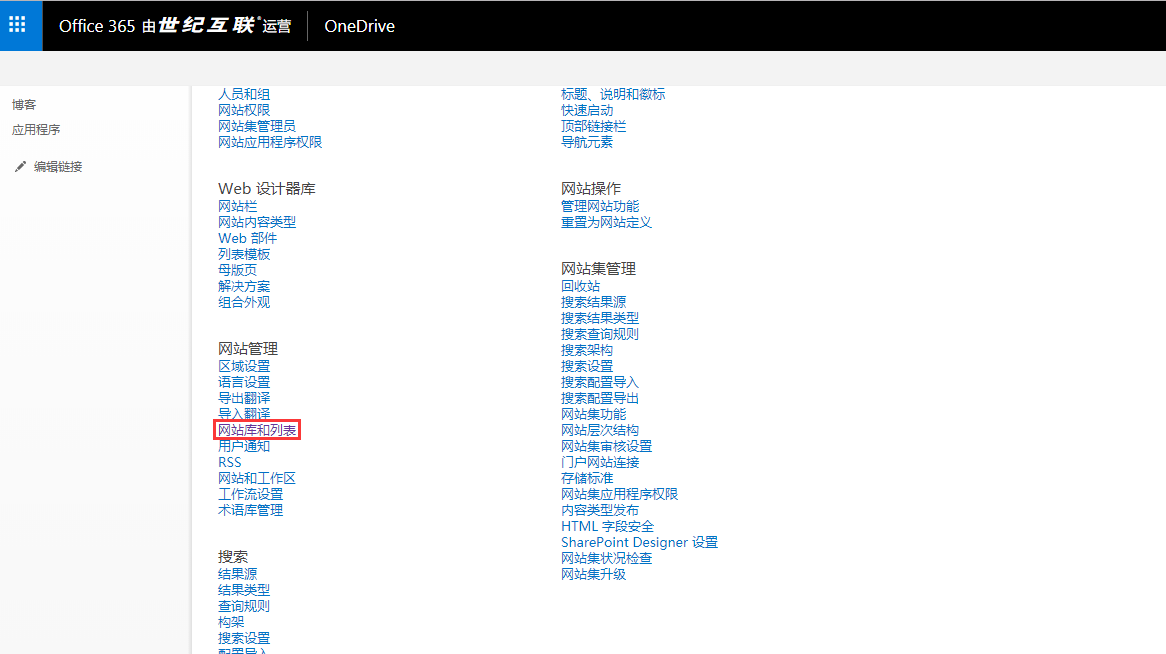 Office 365 由世纪互联运营
OneDrive
博客
应用程序
编辑链接
人员和组
网站权限
网站集管理员
网站应用程序权限
Web 设计器库
网站栏
网站内容类型
Web 部件
列表模板
母版页
解决方案
组合外观
网站管理
区域设置
语言设置
导出翻译
导入翻译
网站库和列表
用户通知
RSS
网站和工作区
工作流设置
术语库管理
搜索
结果源
结果类型
查询规则
构架
搜索设置
配置导入
标题、说明和徽标
快速启动
顶部链接栏
导航元素
网站操作
管理网站功能
重置为网站定义
网站集管理
回收站
搜索结果源
搜索结果类型
搜索查询规则
搜索架构
搜索设置
搜索配置导入
搜索配置导出
网站集功能
网站层次结构
网站集审核设置
门户网站连接
存储标准
网站集应用程序权限
内容类型发布
HTML 字段安全
SharePoint Designer 设置
网站集状况检查
网站集升级